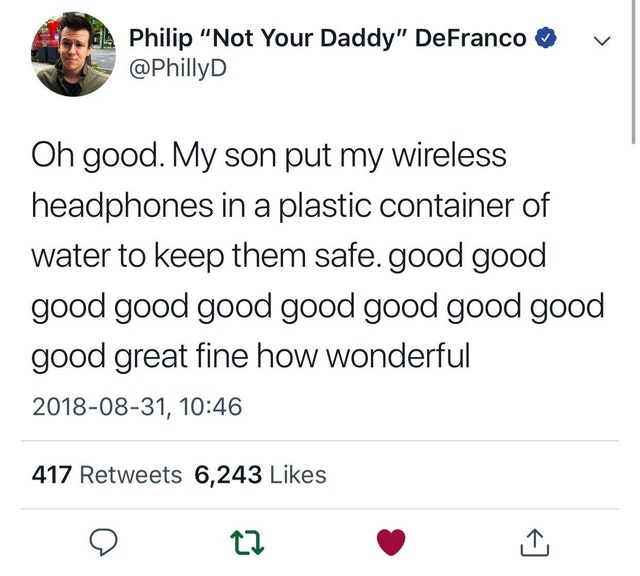 Philip “Not Your Daddy” DeFranco
@PhillyD
Oh good. My son put my wireless
headphones in a plastic container of
water to keep them safe. good good
good good good good good good good
good great fine how wonderful
2018-08-31, 10:46
417 Retweets 6,243 Likes